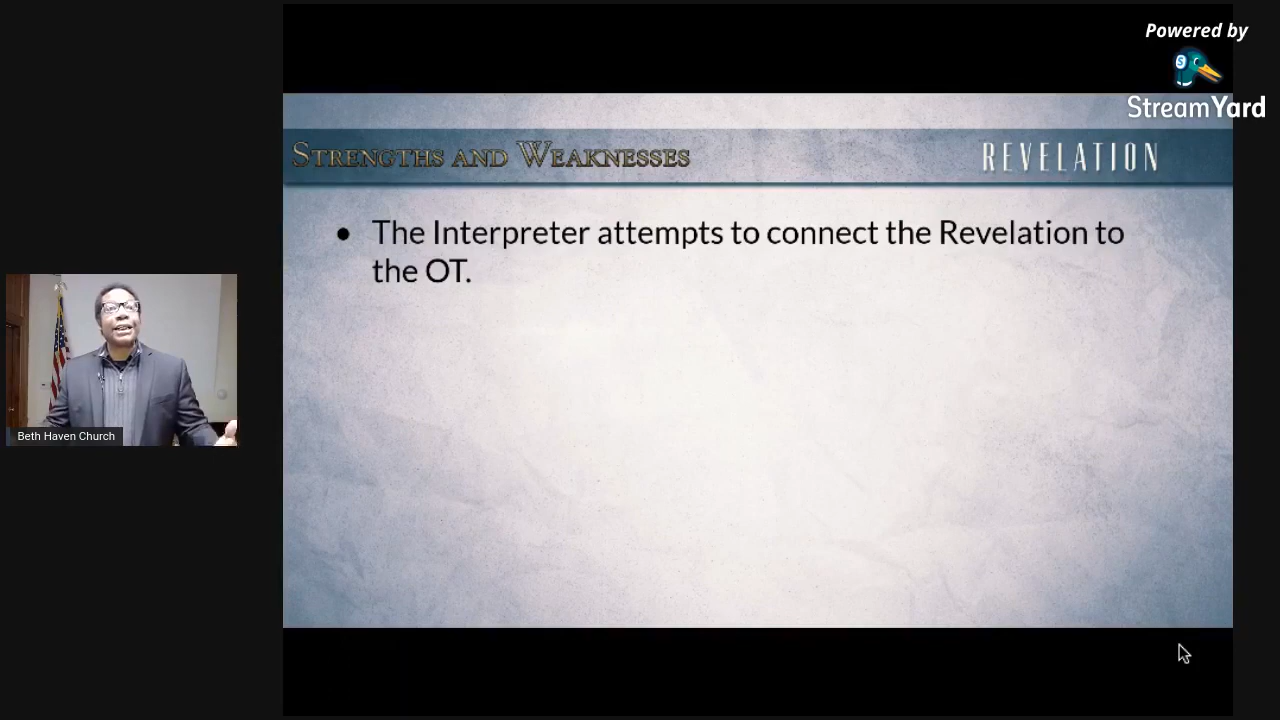 Powered by
StreamYard
STRENGTHS AND WEAKNESSES
REVELATION
• The Interpreter attempts to connect the Revelation to
the OT.
Beth Haven Church